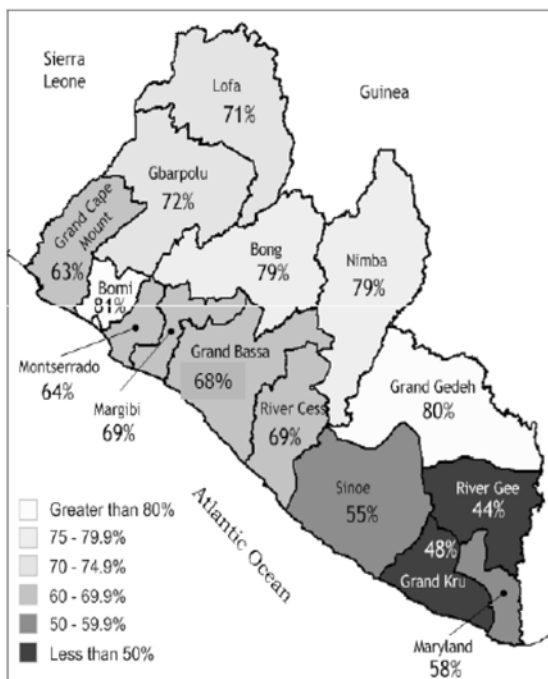 Sierra
Leone
Guinea
Lofa
71%
Gbarpolu
72%
Grand Cape
Mount
63%
Bong
79%
Nimba
79%
Bomi
81%
Montserrado
64%
Margibi
69%
Grand Bassa
68%
River Cess
69%
Grand Gedeh
80%
Sinoe
55%
River Gee
44%
48%
Grand Kru
Maryland
58%
Atlantic Ocean
Greater than 80%
75 - 79.9%
70 - 74.9%
60 - 69.9%
50 - 59.9%
Less than 50%